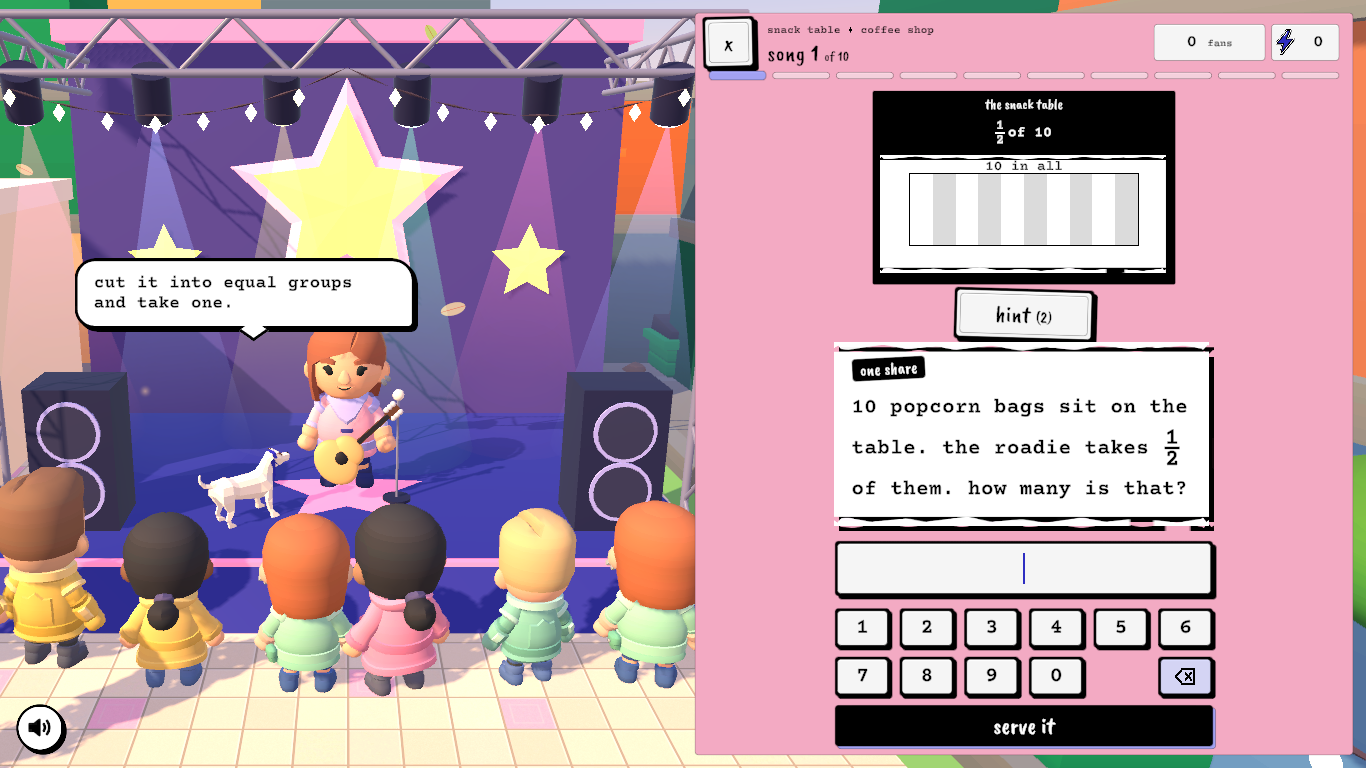 cut it into equal groups
and take one.
x
snack table + coffee shop
song 1 of 10
0 fans
0
the snack table
1/2 of 10
10 in all
hint (2)
one share
10 popcorn bags sit on the
table. the roadie takes 1/2
of them. how many is that?
1 2 3 4 5 6
7 8 9 0
serve it